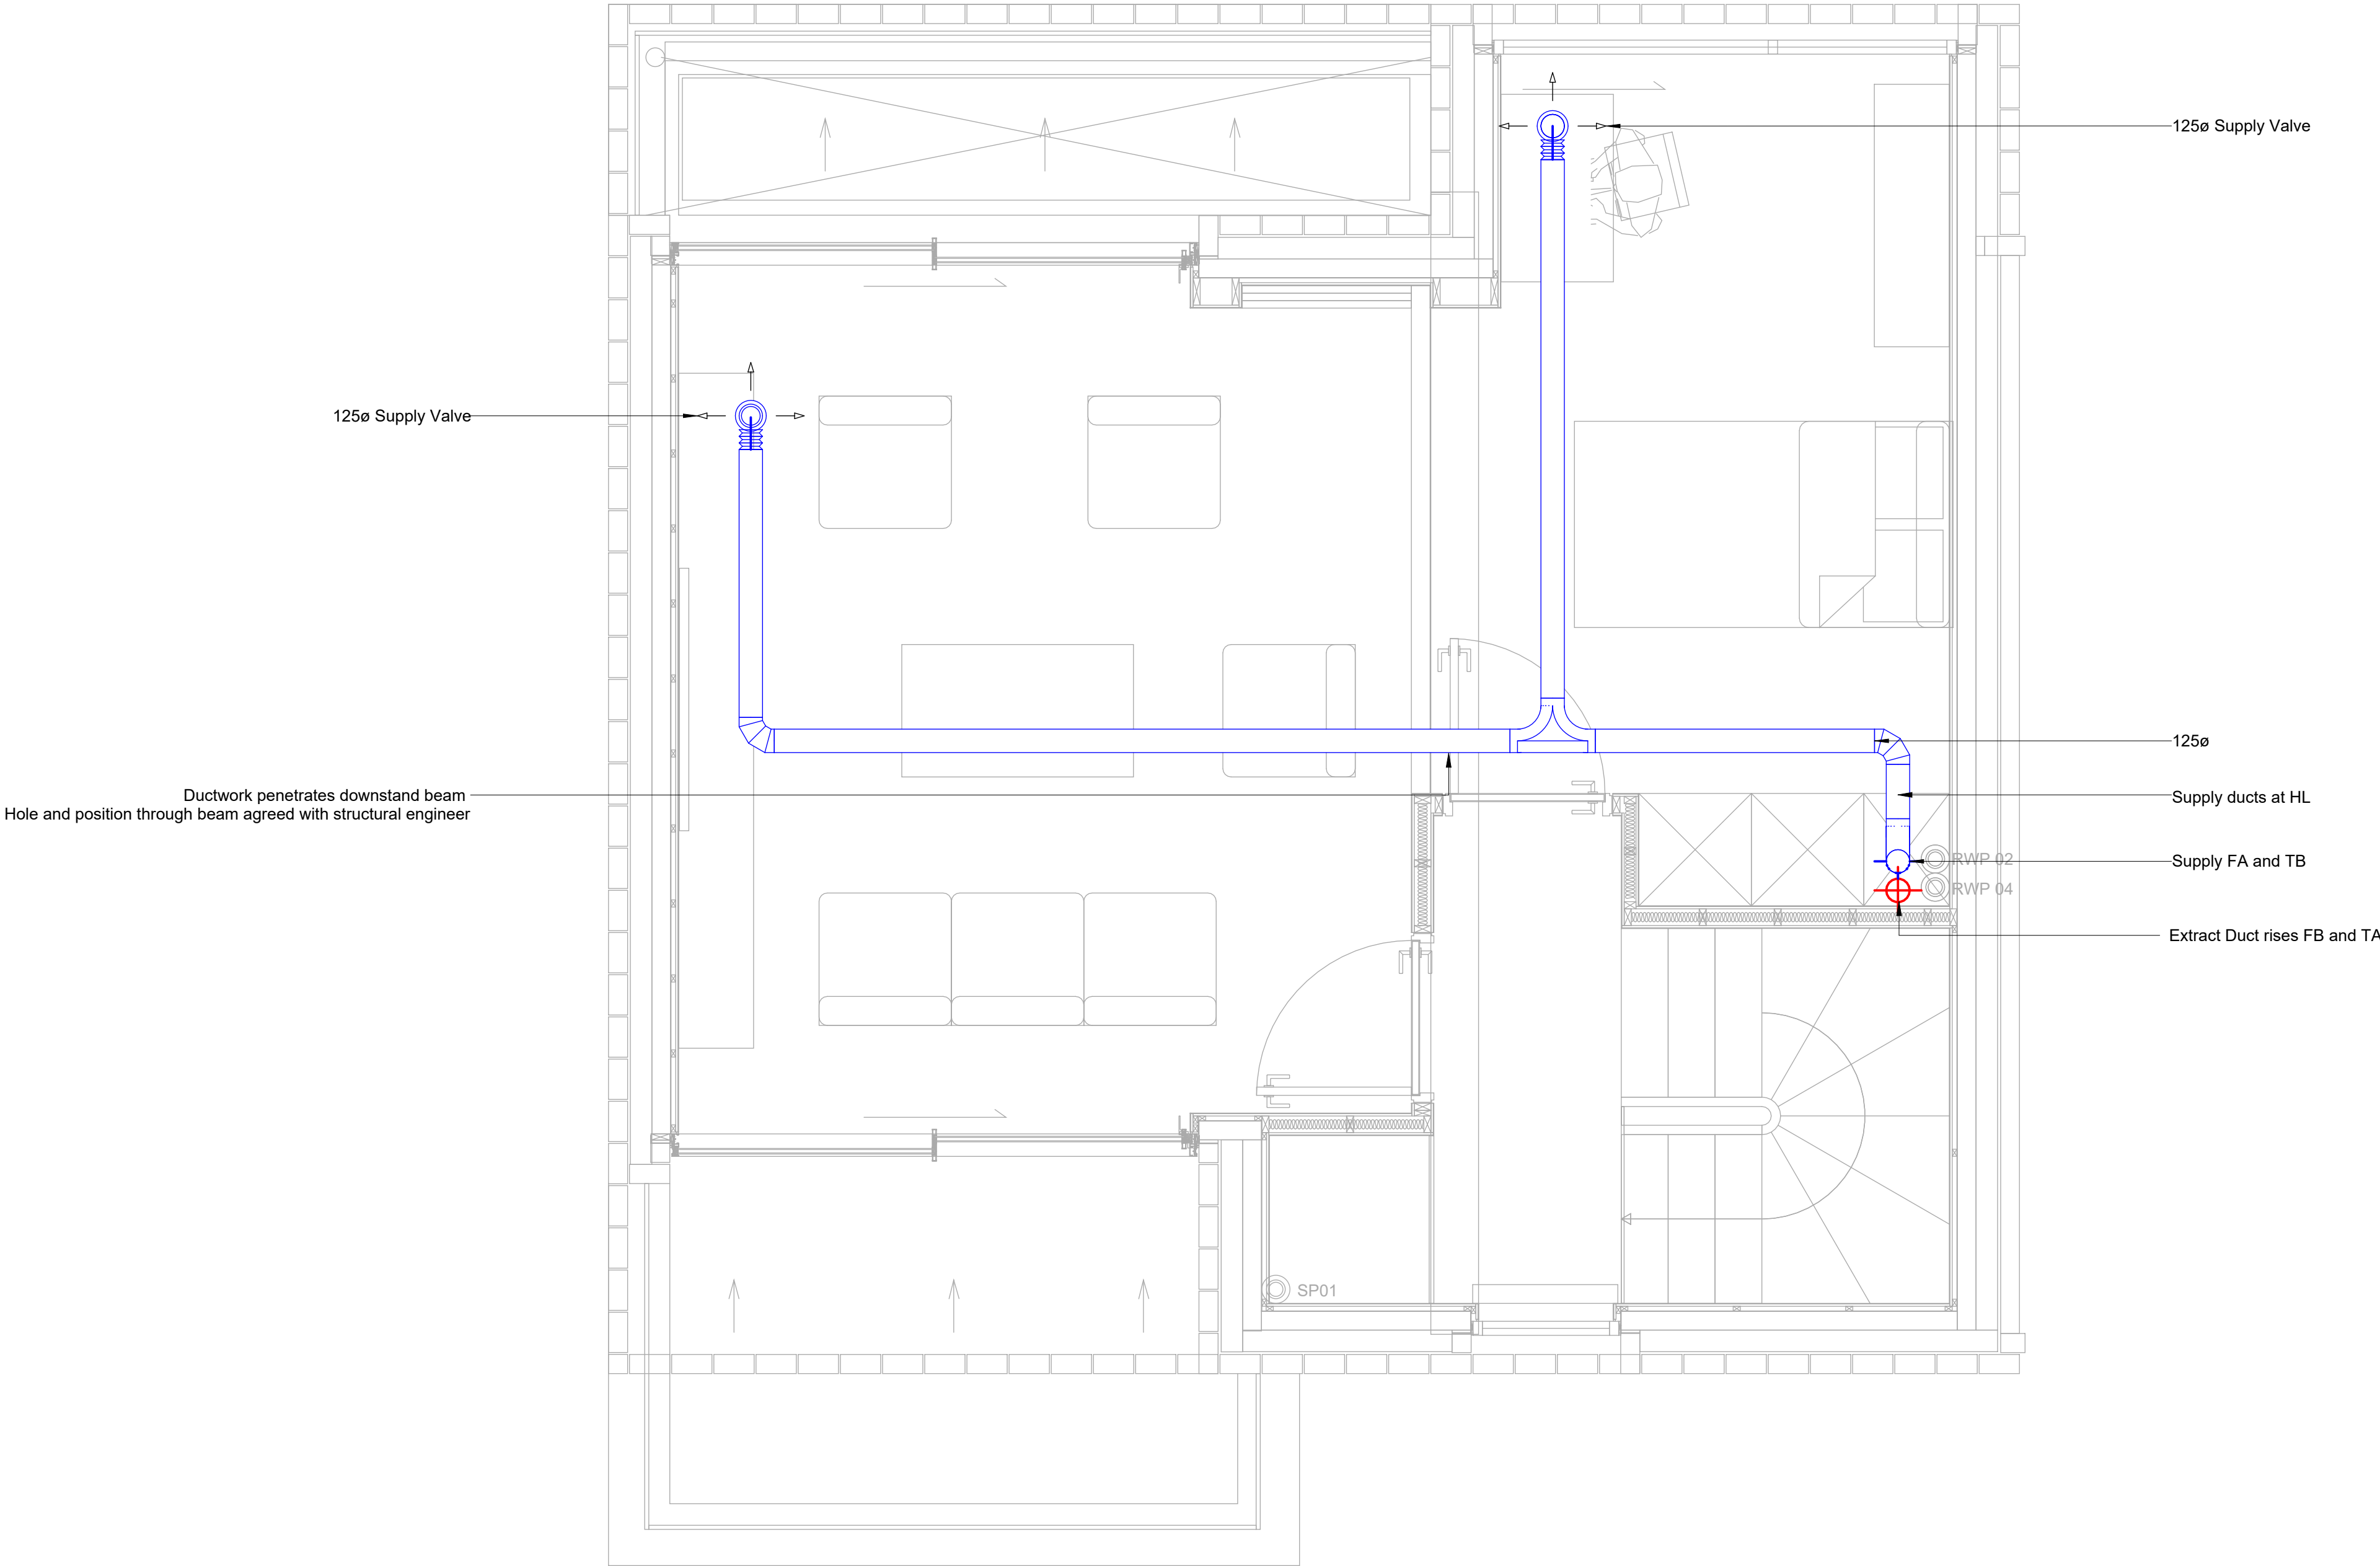 125ø Supply Valve
125ø Supply Valve
125ø
Ductwork penetrates downstand beam
Hole and position through beam agreed with structural engineer
Supply ducts at HL
RWP 02
Supply FA and TB
RWP 04
Extract Duct rises FB and TA
SP01